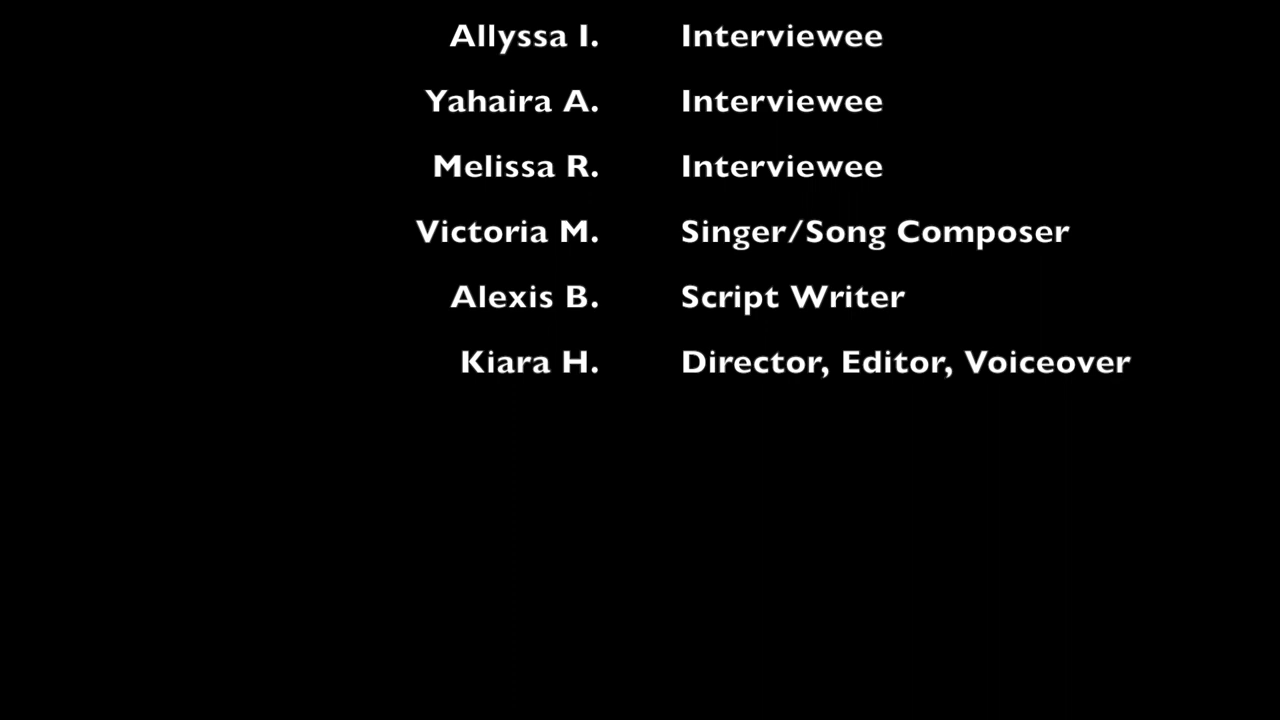 Allyssa I. Interviewee
Yahaira A. Interviewee
Melissa R. Interviewee
Victoria M. Singer/Song Composer
Alexis B. Script Writer
Kiara H. Director, Editor, Voiceover